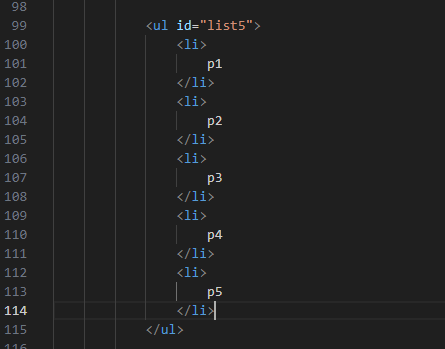 98
99 <ul id="list5">
100 <li>
101 p1
102 </li>
103 <li>
104 p2
105 </li>
106 <li>
107 p3
108 </li>
109 <li>
110 p4
111 </li>
112 <li>
113 p5
114 </li>
115 </ul>
116